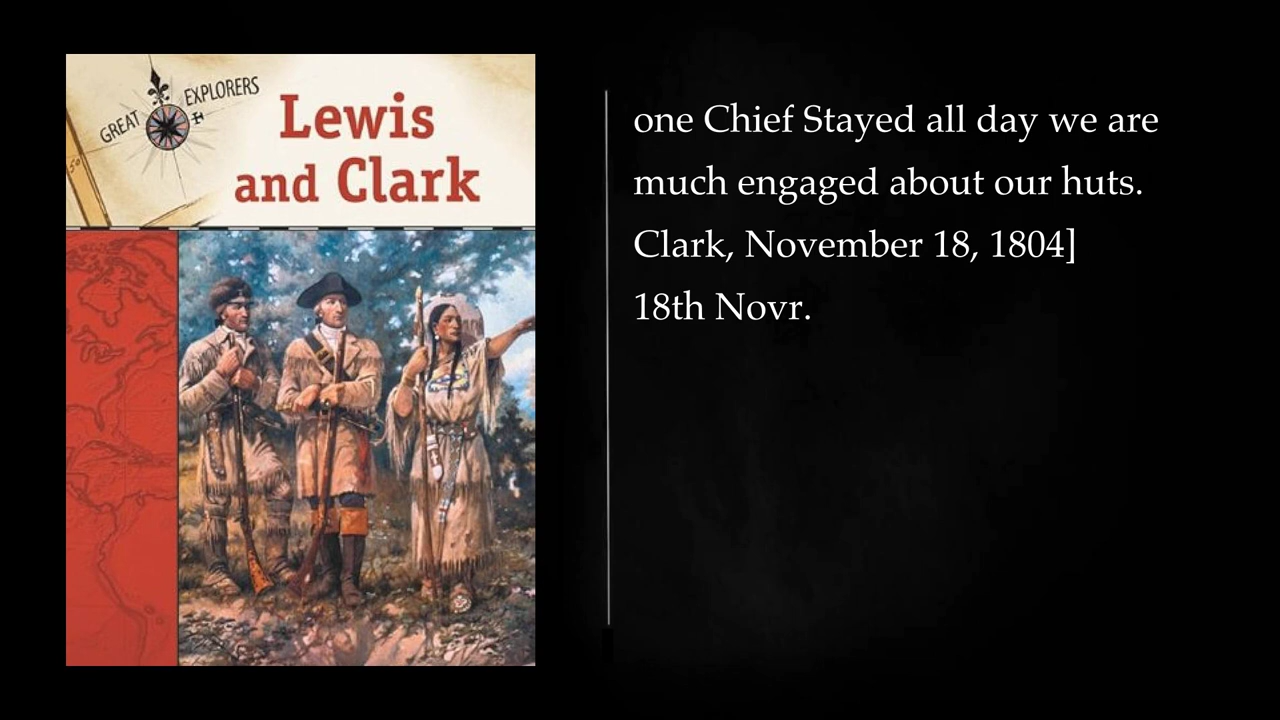 GREAT EXPLORERS
Lewis
and Clark
50
one Chief Stayed all day we are
much engaged about our huts.
Clark, November 18, 1804]
18th Novr.